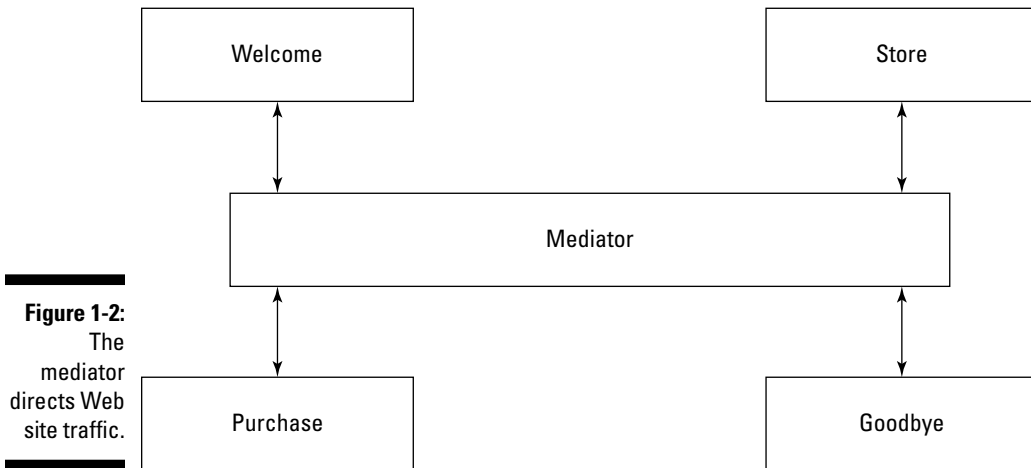 Welcome
Store
Mediator
Figure 1-2:
The
mediator
directs Web
site traffic.
Purchase
Goodbye